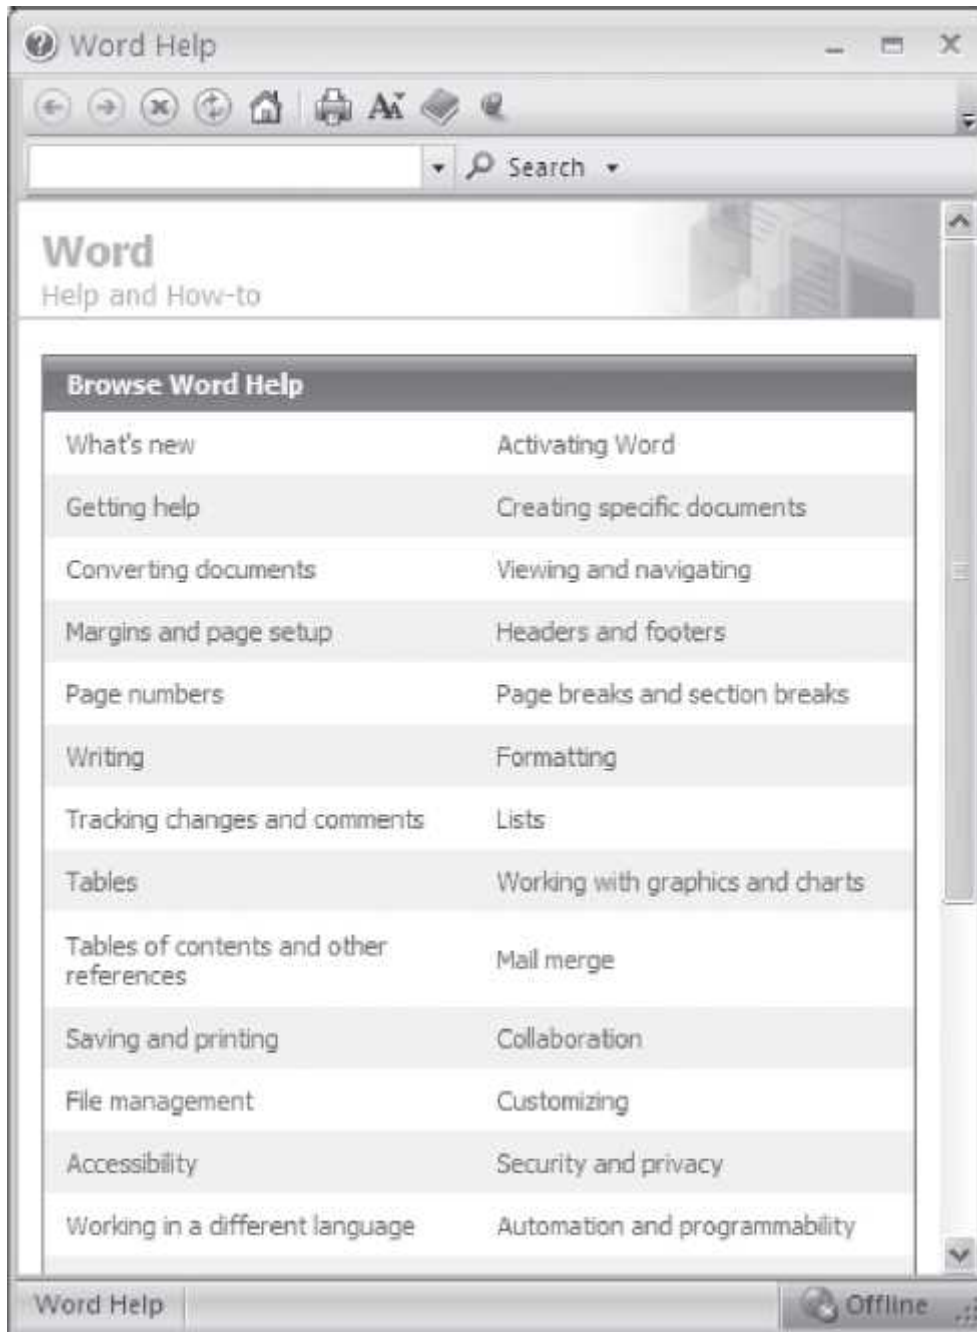 Word Help
Search
Word
Help and How-to
Browse Word Help
What's new Activating Word
Getting help Creating specific documents
Converting documents Viewing and navigating
Margins and page setup Headers and footers
Page numbers Page breaks and section breaks
Writing Formatting
Tracking changes and comments Lists
Tables Working with graphics and charts
Tables of contents and other
references Mail merge
Saving and printing Collaboration
File management Customizing
Accessibility Security and privacy
Working in a different language Automation and programmability
Word Help Offline